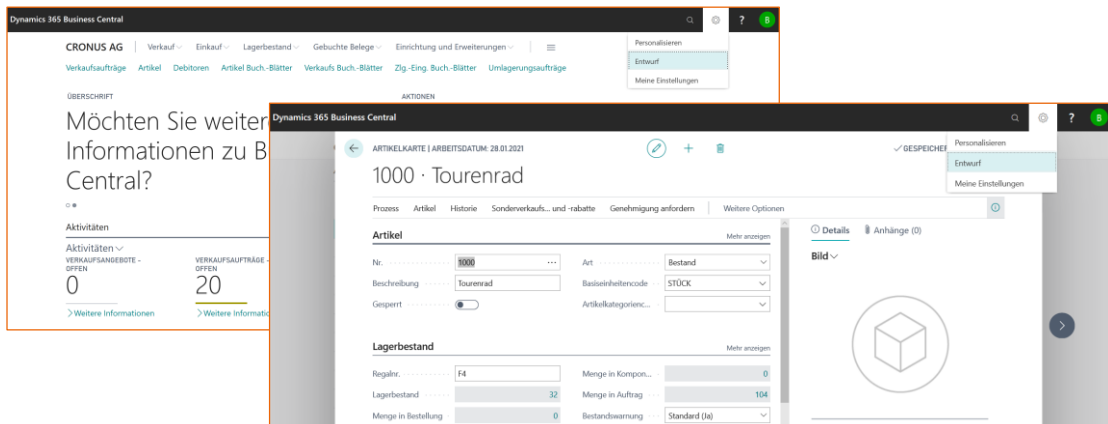 Dynamics 365 Business Central
?
B
Personalisieren
Entwurf
Meine Einstellungen
CRONUS AG
Verkauf
Einkauf
Lagerbestand
Gebuchte Belege
Einrichtung und Erweiterungen
Verkaufsaufträge Artikel Debitoren Artikel Buch.-Blätter Verkaufs Buch.-Blätter Zlg.-Eing. Buch.-Blätter Umlagerungsaufträge
ÜBERSCHRIFT
AKTIONEN
Möchten Sie weiter
Informationen zu B
Central?
Aktivitäten
Aktivitäten
VERKAUFSANGEBOTE –
OFFEN
0
>Weitere Informationen
VERKAUFSAUFTRÄGE –
OFFEN
20
>Weitere Informatio
Dynamics 365 Business Central
?
B
Personalisieren
Entwurf
Meine Einstellungen
ARTIKELKARTE | ARBEITSDATUM: 28.01.2021
GESPEICHER
1000 · Tourenrad
Prozess Artikel Historie Sonderverkaufs... und -rabatte Genehmigung anfordern Weitere Optionen
Artikel
Mehr anzeigen
Nr. 1000 ...
Art Bestand
Beschreibung Tourenrad
Basiseinheitencode STÜCK
Gesperrt
Artikelkategorienc...
Lagerbestand
Mehr anzeigen
Regalnr. F4
Menge in Kompon... 0
Lagerbestand 32
Menge in Auftrag 104
Menge in Bestellung 0
Bestandswarnung Standard (Ja)
Details
Anhänge (0)
Bild